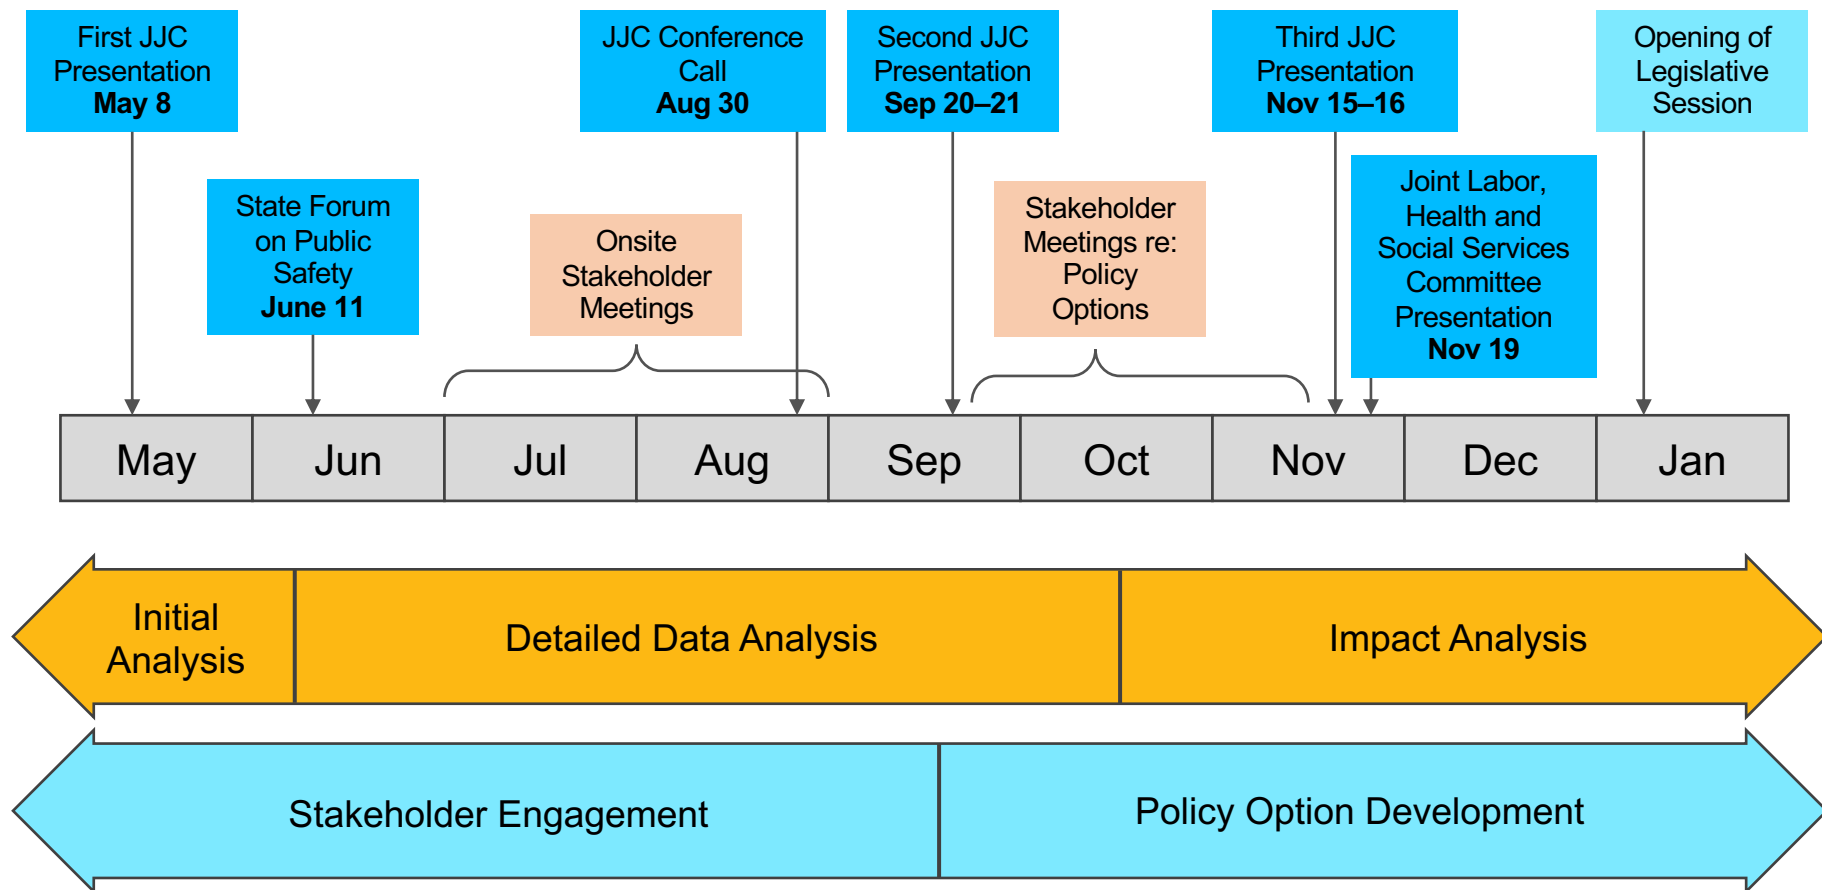 First JJC
Presentation
May 8
JJC Conference
Call
Aug 30
Second JJC
Presentation
Sep 20–21
Third JJC
Presentation
Nov 15–16
Opening of
Legislative
Session
State Forum
on Public
Safety
June 11
Onsite
Stakeholder
Meetings
Stakeholder
Meetings re:
Policy
Options
Joint Labor,
Health and
Social Services
Committee
Presentation
Nov 19
May
Jun
Jul
Aug
Sep
Oct
Nov
Dec
Jan
Initial
Analysis
Detailed Data Analysis
Impact Analysis
Stakeholder Engagement
Policy Option Development